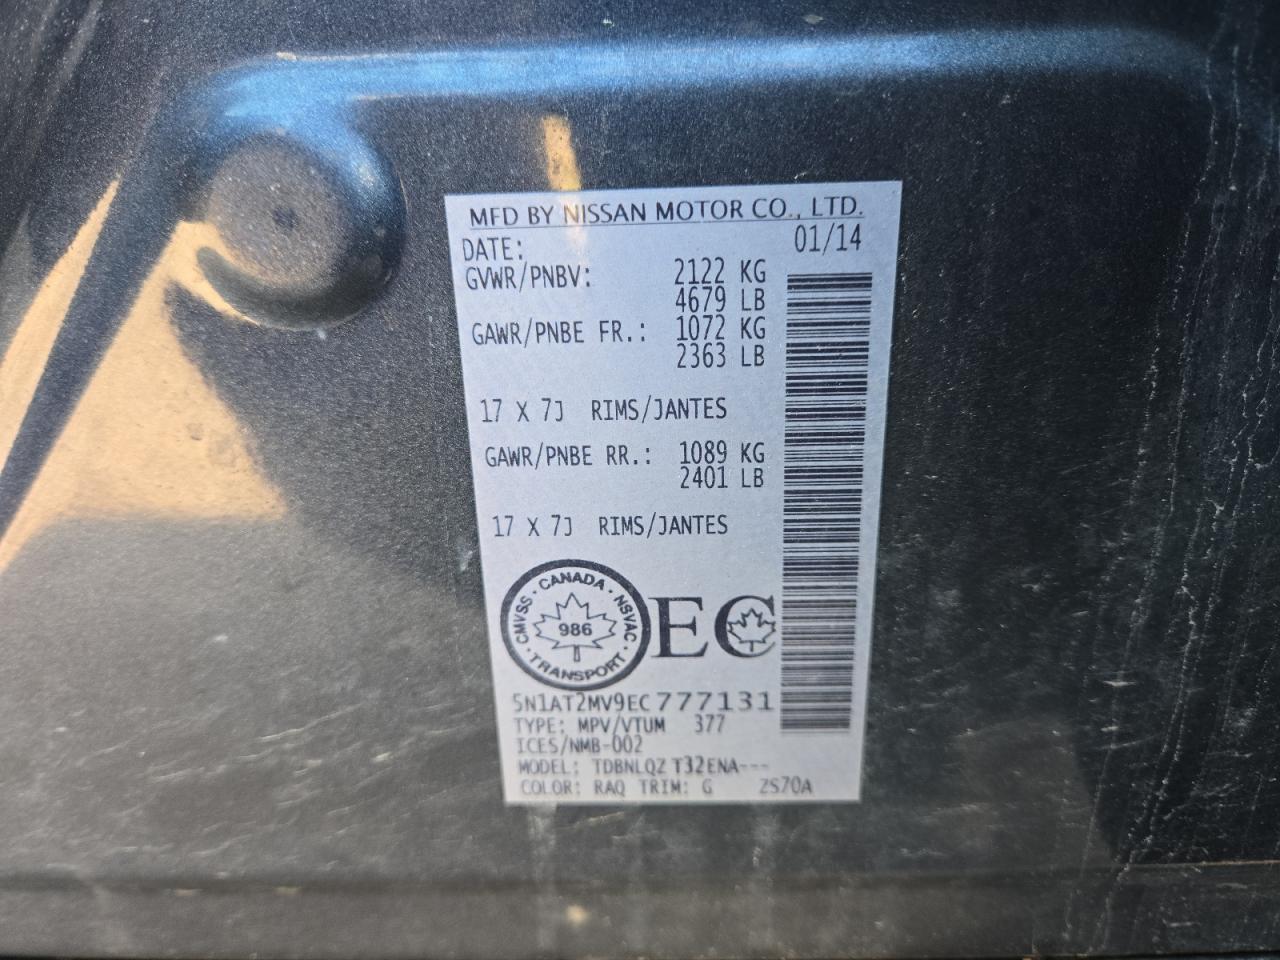 MFD BY NISSAN MOTOR CO., LTD.
DATE: 01/14
GVWR/PNBV: 2122 KG
4679 LB
GAWR/PNBE FR.: 1072 KG
2363 LB
17 X 7J RIMS/JANTES
GAWR/PNBE RR.: 1089 KG
2401 LB
17 X 7J RIMS/JANTES
CMVSS · CANADA · NSVAC · TRANSPORT ·
986
EC
5N1AT2MV9EC777131
TYPE: MPV/VTUM 377
ICES/NMB-002
MODEL: TDBNLQZ T32ENA---
COLOR: RAQ TRIM: G 2S70A